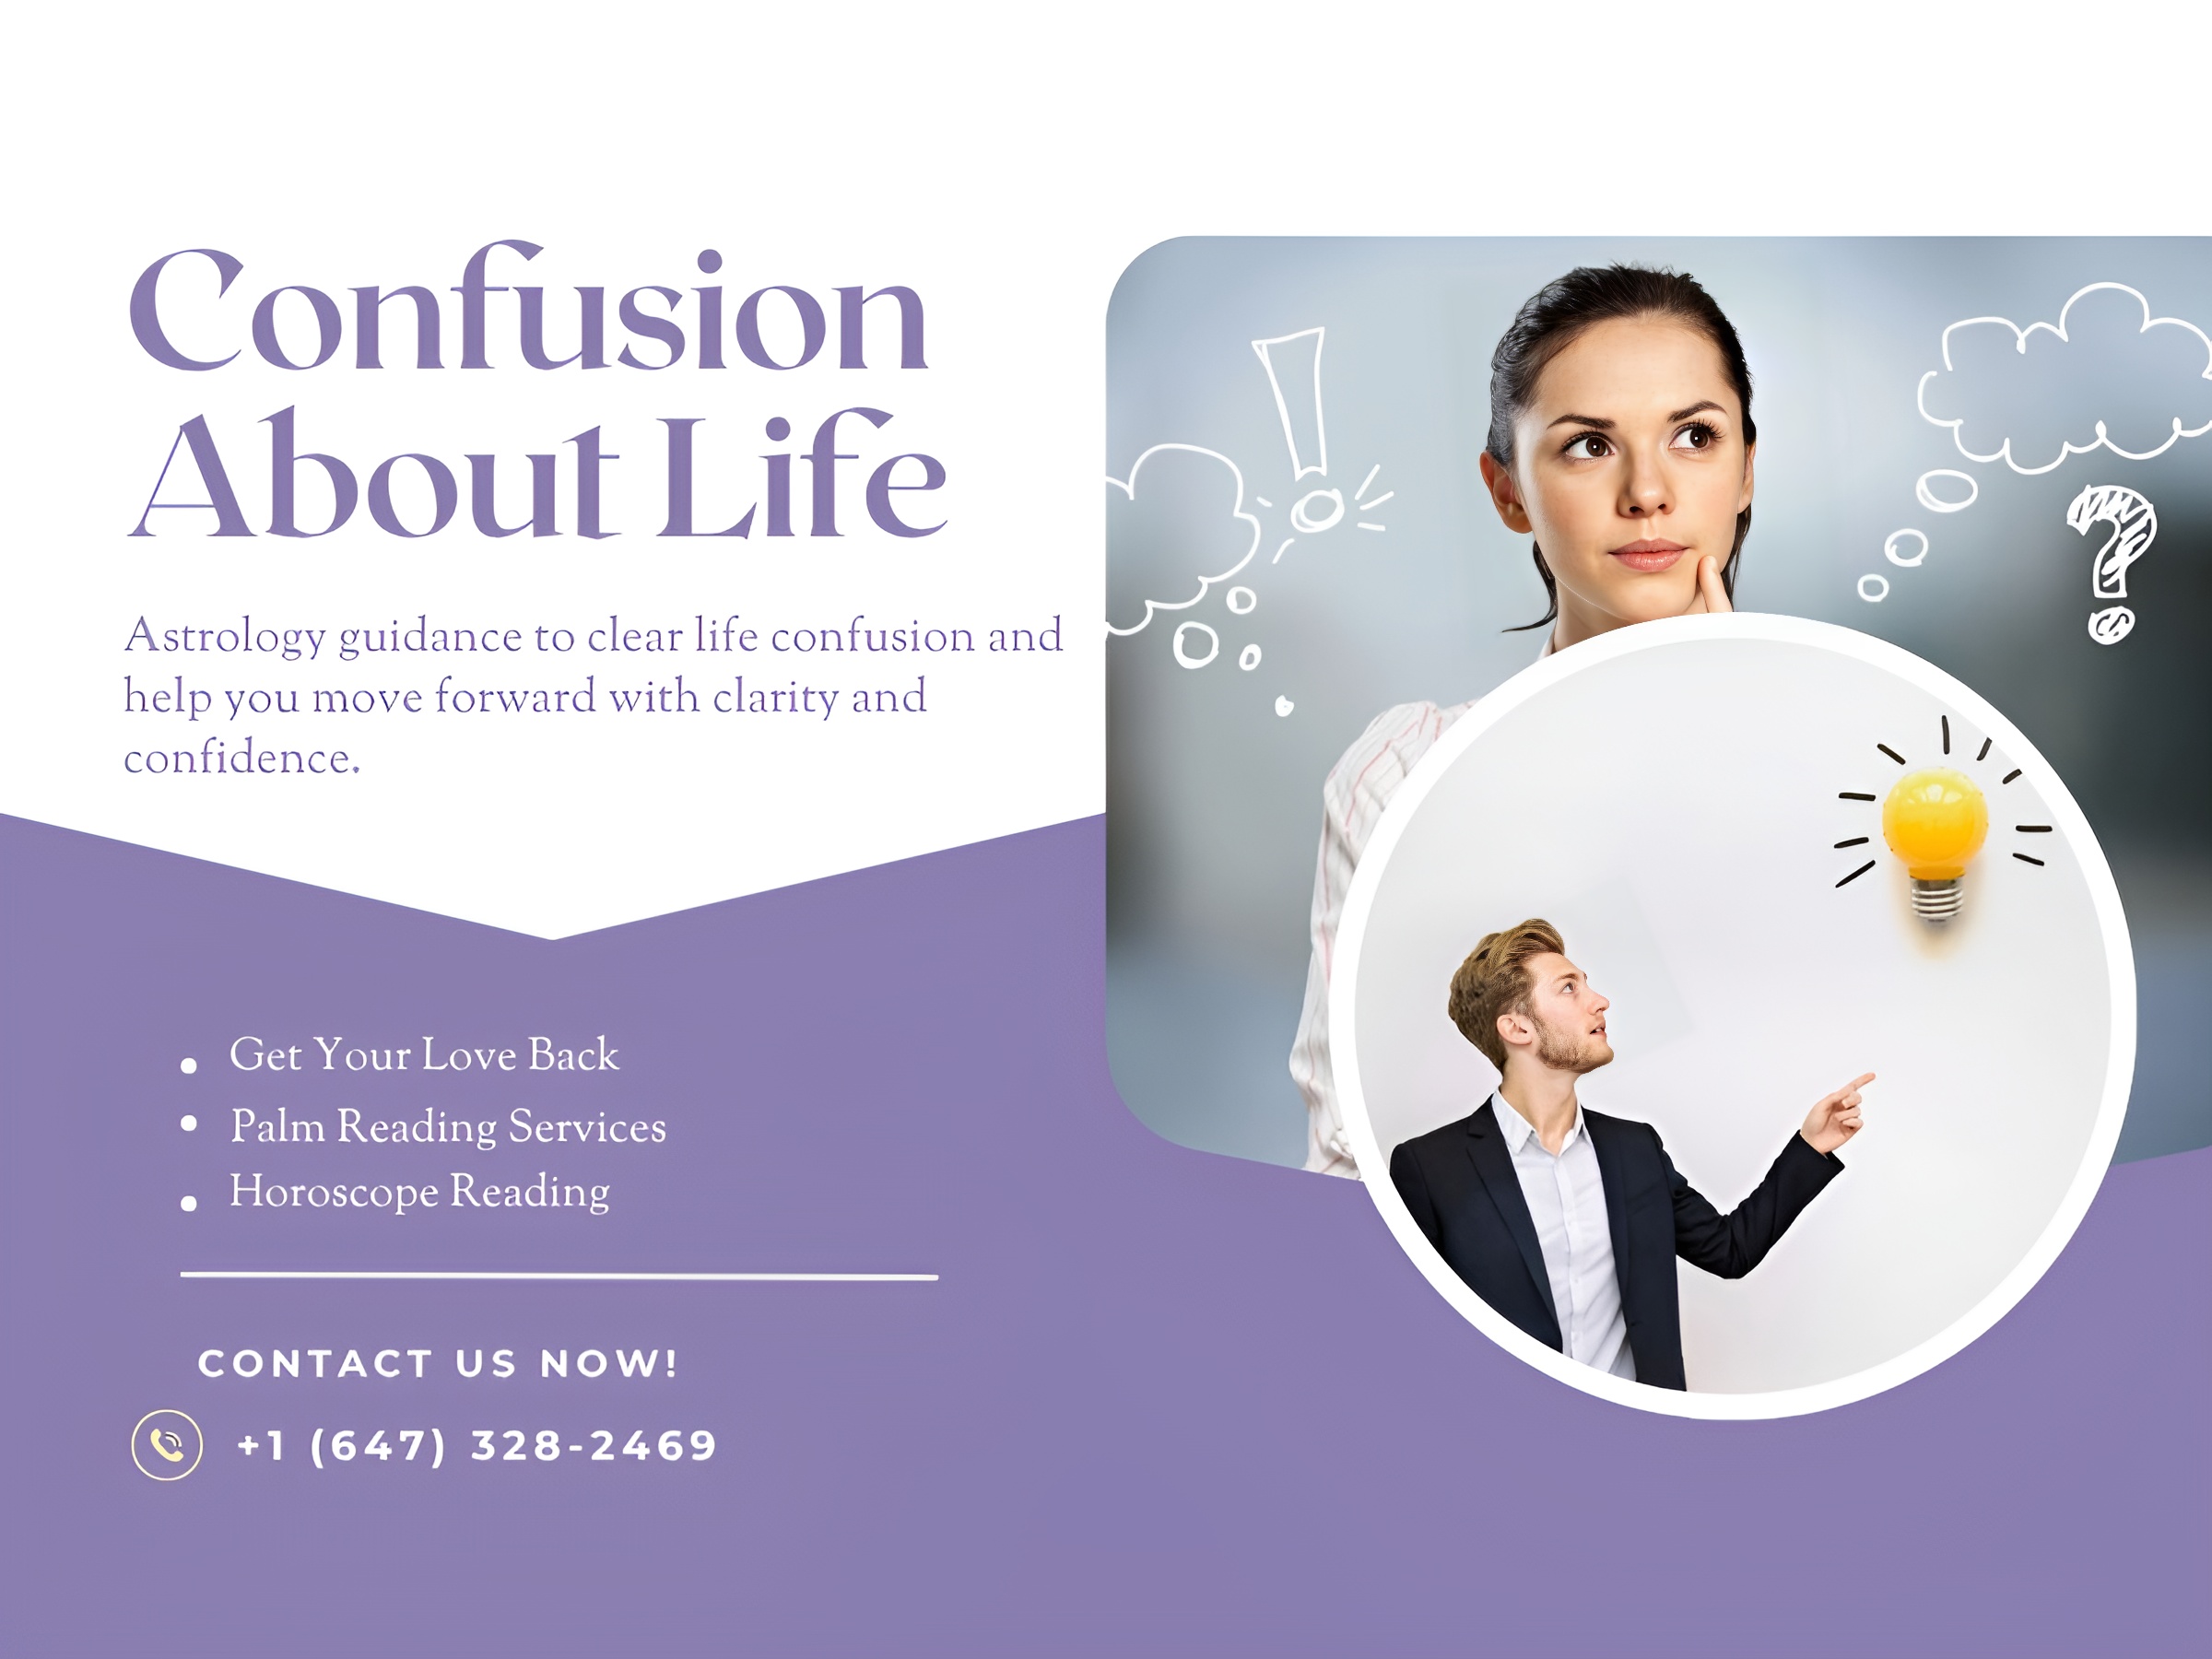 Confusion
About Life
Astrology guidance to clear life confusion and
help you move forward with clarity and
confidence.
Get Your Love Back
Palm Reading Services
Horoscope Reading
CONTACT US NOW!
+1 (647) 328-2469
!
?